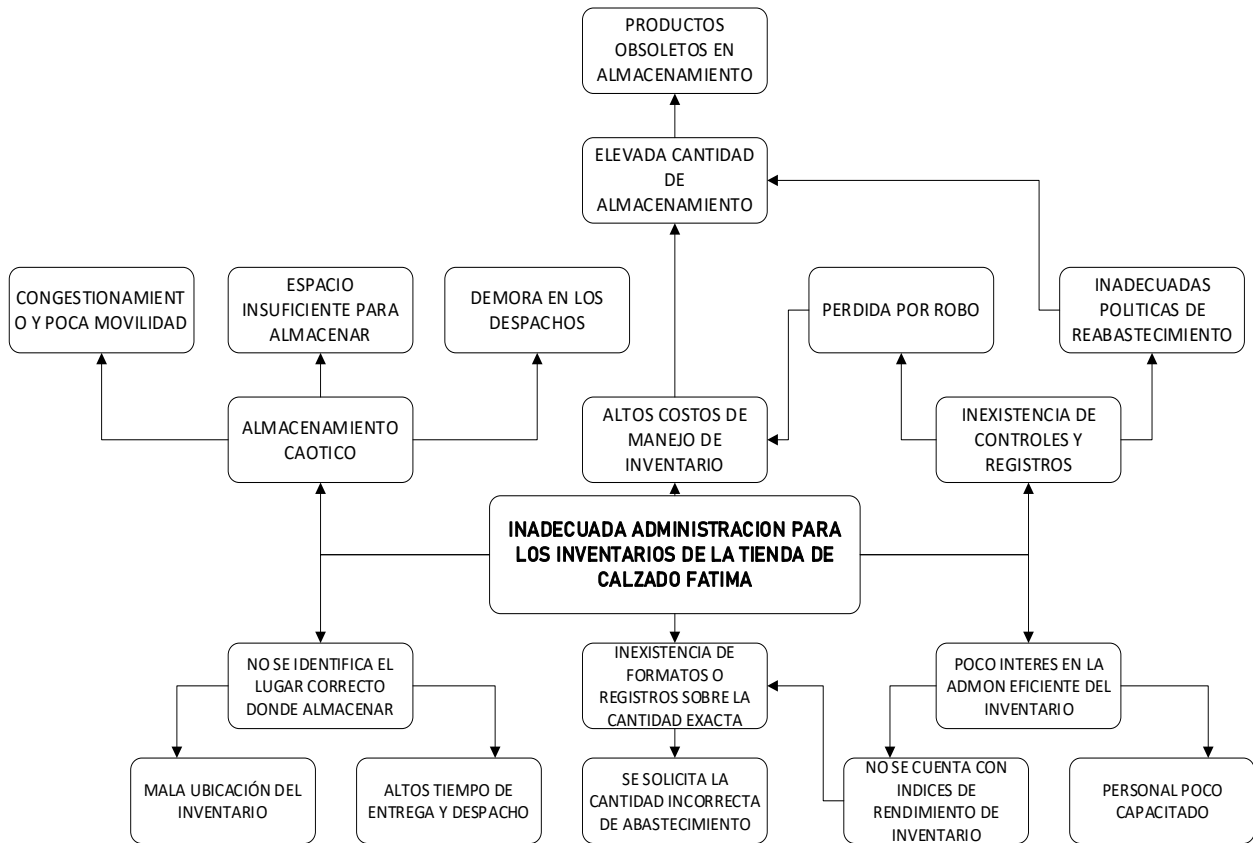 PRODUCTOS
OBSOLETOS EN
ALMACENAMIENTO
ELEVADA CANTIDAD
DE
ALMACENAMIENTO
CONGESTIONAMIENT
O Y POCA MOVILIDAD
ESPACIO
INSUFICIENTE PARA
ALMACENAR
DEMORA EN LOS
DESPACHOS
PERDIDA POR ROBO
INADECUADAS
POLITICAS DE
REABASTECIMIENTO
ALMACENAMIENTO
CAOTICO
ALTOS COSTOS DE
MANEJO DE
INVENTARIO
INEXISTENCIA DE
CONTROLES Y
REGISTROS
INADECUADA ADMINISTRACION PARA
LOS INVENTARIOS DE LA TIENDA DE
CALZADO FATIMA
NO SE IDENTIFICA EL
LUGAR CORRECTO
DONDE ALMACENAR
INEXISTENCIA DE
FORMATOS O
REGISTROS SOBRE LA
CANTIDAD EXACTA
POCO INTERES EN LA
ADMON EFICIENTE DEL
INVENTARIO
MALA UBICACIÓN DEL
INVENTARIO
ALTOS TIEMPO DE
ENTREGA Y DESPACHO
SE SOLICITA LA
CANTIDAD INCORRECTA
DE ABASTECIMIENTO
NO SE CUENTA CON
INDICES DE
RENDIMIENTO DE
INVENTARIO
PERSONAL POCO
CAPACITADO